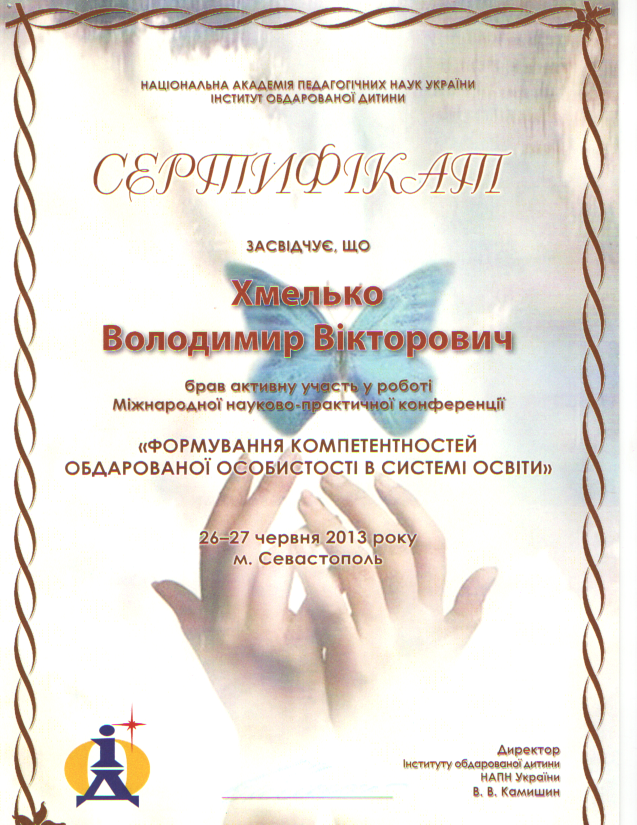 НАЦІОНАЛЬНА АКАДЕМІЯ ПЕДАГОГІЧНИХ НАУК УКРАЇНИ
ІНСТИТУТ ОБДАРОВАНОЇ ДИТИНИ
СЕРТИФІКАТ
ЗАСВІДЧУЄ, ЩО
Хмелько
Володимир Вікторович
брав активну участь у роботі
Міжнародної науково-практичної конференції
«ФОРМУВАННЯ КОМПЕТЕНТНОСТЕЙ
ОБДАРОВАНОЇ ОСОБИСТОСТІ В СИСТЕМІ ОСВІТИ»
26–27 червня 2013 року
м. Севастополь
Директор
Інституту обдарованої дитини
НАПН України
В. В. Камишин
ІД